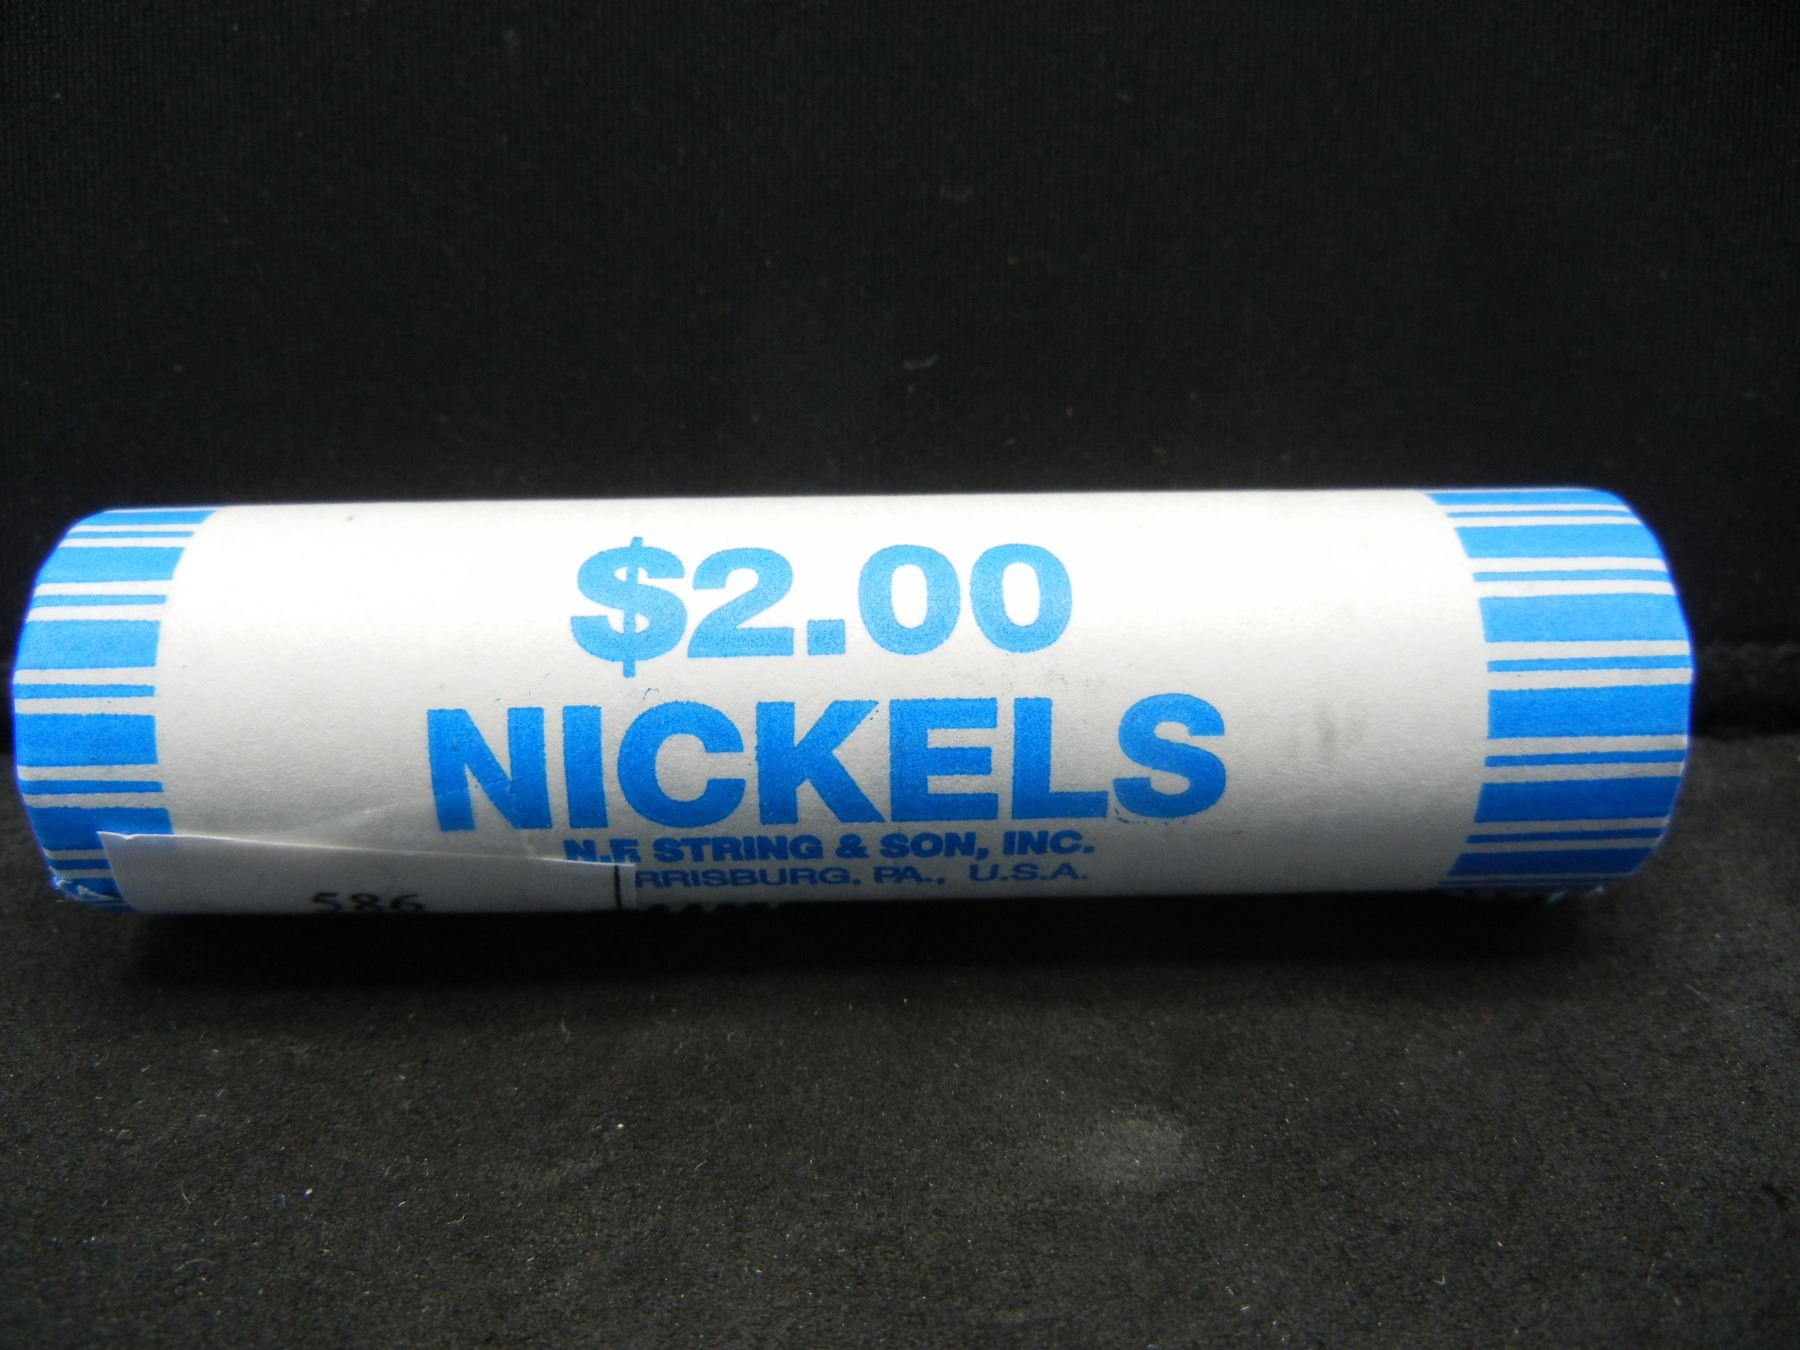 $2.00
NICKELS
N.F. STRING & SON, INC.
RRISBURG, PA., U.S.A.
586